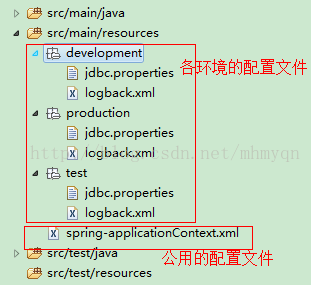 src/main/java
src/main/resources
development
各环境的配置文件
jdbc.properties
logback.xml
production
jdbc.properties
logback.xml
http://blog.csdn.net/mhmyqn
test
jdbc.properties
logback.xml
spring-applicationContext.xml
src/test/java
公用的配置文件
src/test/resources